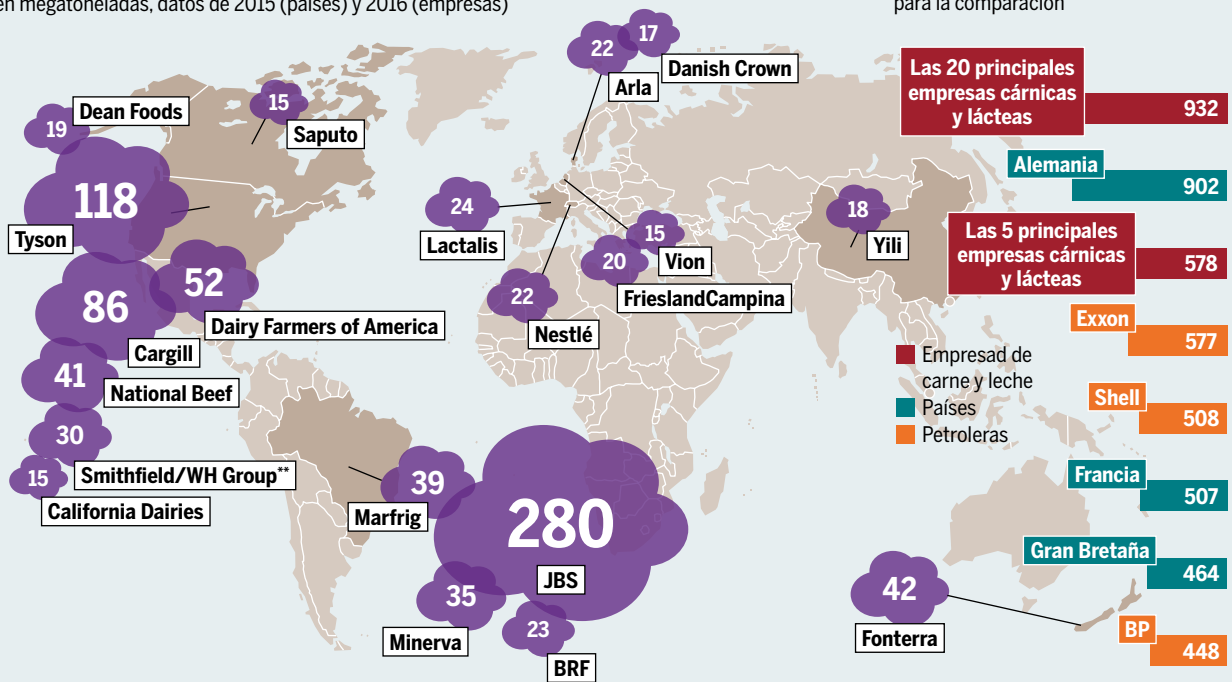 en megatoneladas, datos de 2015 (países) y 2016 (empresas)
para la comparación
19
Dean Foods
15
Saputo
118
Tyson
86
Cargill
52
Dairy Farmers of America
41
National Beef
30
Smithfield/WH Group**
15
California Dairies
22
Arla
17
Danish Crown
24
Lactalis
15
Vion
20
FrieslandCampina
22
Nestlé
18
Yili
39
Marfrig
280
JBS
35
Minerva
23
BRF
42
Fonterra
Las 20 principales
empresas cárnicas
y lácteas
932
Alemania
902
Las 5 principales
empresas cárnicas
y lácteas
578
Exxon
577
Shell
508
Francia
507
Gran Bretaña
464
BP
448
Empresad de
carne y leche
Países
Petroleras